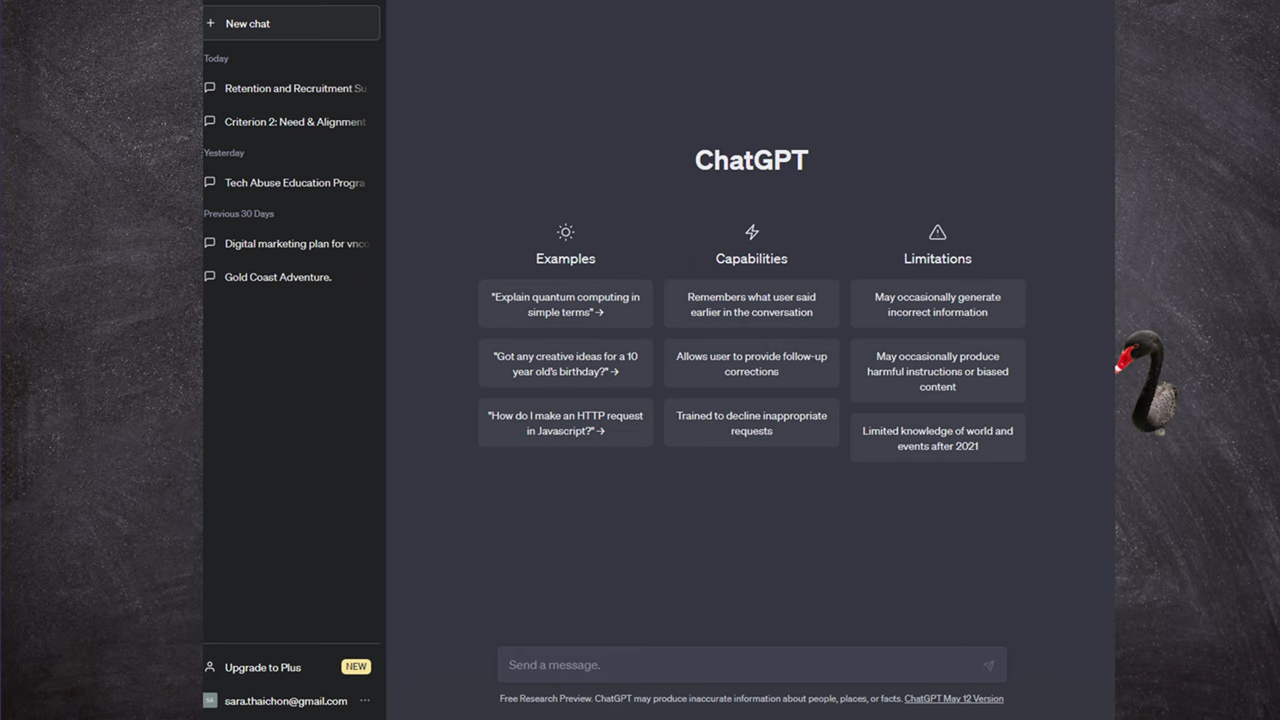 + New chat
Today
Retention and Recruitment Su
Criterion 2: Need & Alignment
Yesterday
Tech Abuse Education Progra
Previous 30 Days
Digital marketing plan for vnco
Gold Coast Adventure.
Upgrade to Plus NEW
SA sara.thaichon@gmail.com ...
ChatGPT
Examples
"Explain quantum computing in
simple terms" →
"Got any creative ideas for a 10
year old's birthday?" →
"How do I make an HTTP request
in Javascript?" →
Capabilities
Remembers what user said
earlier in the conversation
Allows user to provide follow-up
corrections
Trained to decline inappropriate
requests
Limitations
May occasionally generate
incorrect information
May occasionally produce
harmful instructions or biased
content
Limited knowledge of world and
events after 2021
Send a message.
Free Research Preview. ChatGPT may produce inaccurate information about people, places, or facts. ChatGPT May 12 Version